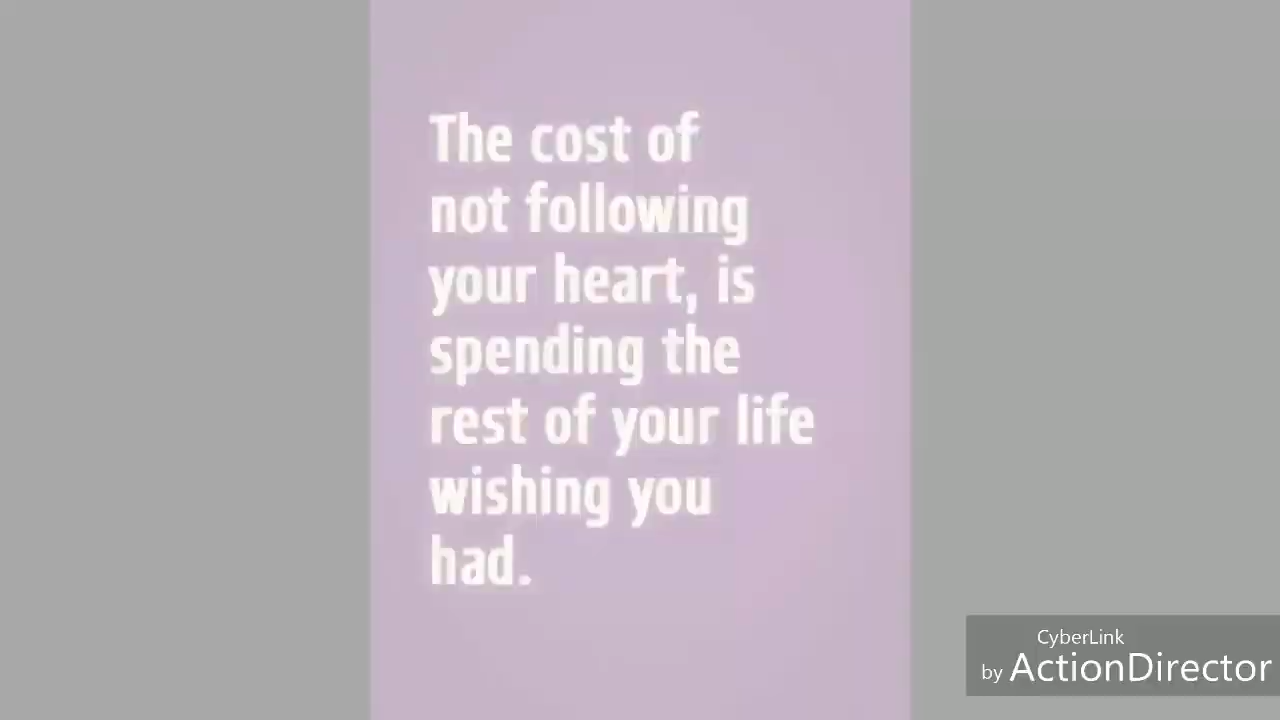 The cost of
not following
your heart, is
spending the
rest of your life
wishing you
had.
CyberLink
by ActionDirector